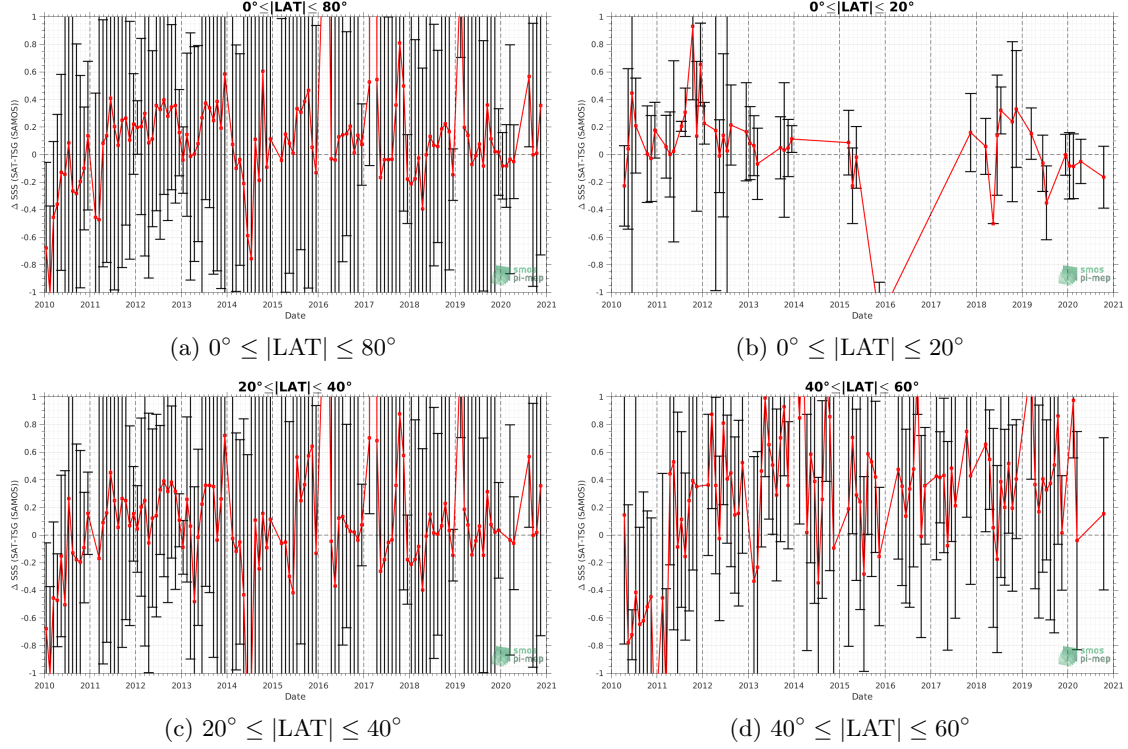 0°≤|LAT|≤ 80°
Δ SSS (SAT-TSG (SAMOS))
1
0.8
0.6
0.4
0.2
0
-0.2
-0.4
-0.6
-0.8
-1
2010 2011 2012 2013 2014 2015 2016 2017 2018 2019 2020 2021
Date
smos
pi-mep
(a) 0° ≤ |LAT| ≤ 80°
0°≤|LAT|≤ 20°
Δ SSS (SAT-TSG (SAMOS))
1
0.8
0.6
0.4
0.2
0
-0.2
-0.4
-0.6
-0.8
-1
2010 2011 2012 2013 2014 2015 2016 2017 2018 2019 2020 2021
Date
smos
pi-mep
(b) 0° ≤ |LAT| ≤ 20°
20°≤|LAT|≤ 40°
Δ SSS (SAT-TSG (SAMOS))
1
0.8
0.6
0.4
0.2
0
-0.2
-0.4
-0.6
-0.8
-1
2010 2011 2012 2013 2014 2015 2016 2017 2018 2019 2020 2021
Date
smos
pi-mep
(c) 20° ≤ |LAT| ≤ 40°
40°≤|LAT|≤ 60°
Δ SSS (SAT-TSG (SAMOS))
1
0.8
0.6
0.4
0.2
0
-0.2
-0.4
-0.6
-0.8
-1
2010 2011 2012 2013 2014 2015 2016 2017 2018 2019 2020 2021
Date
smos
pi-mep
(d) 40° ≤ |LAT| ≤ 60°